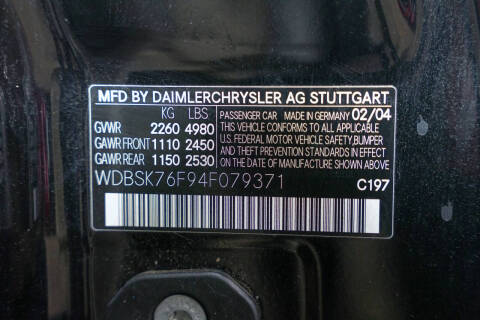 MFD BY DAIMLERCHRYSLER AG STUTTGART
KG LBS PASSENGER CAR MADE IN GERMANY 02/04
GVWR 2260 4980 THIS VEHICLE CONFORMS TO ALL APPLICABLE
GAWR FRONT 1110 2450 U.S. FEDERAL MOTOR VEHICLE SAFETY, BUMPER
GAWR REAR 1150 2530 AND THEFT PREVENTION STANDARDS IN EFFECT
ON THE DATE OF MANUFACTURE SHOWN ABOVE
WDBSK76F94F079371 C197